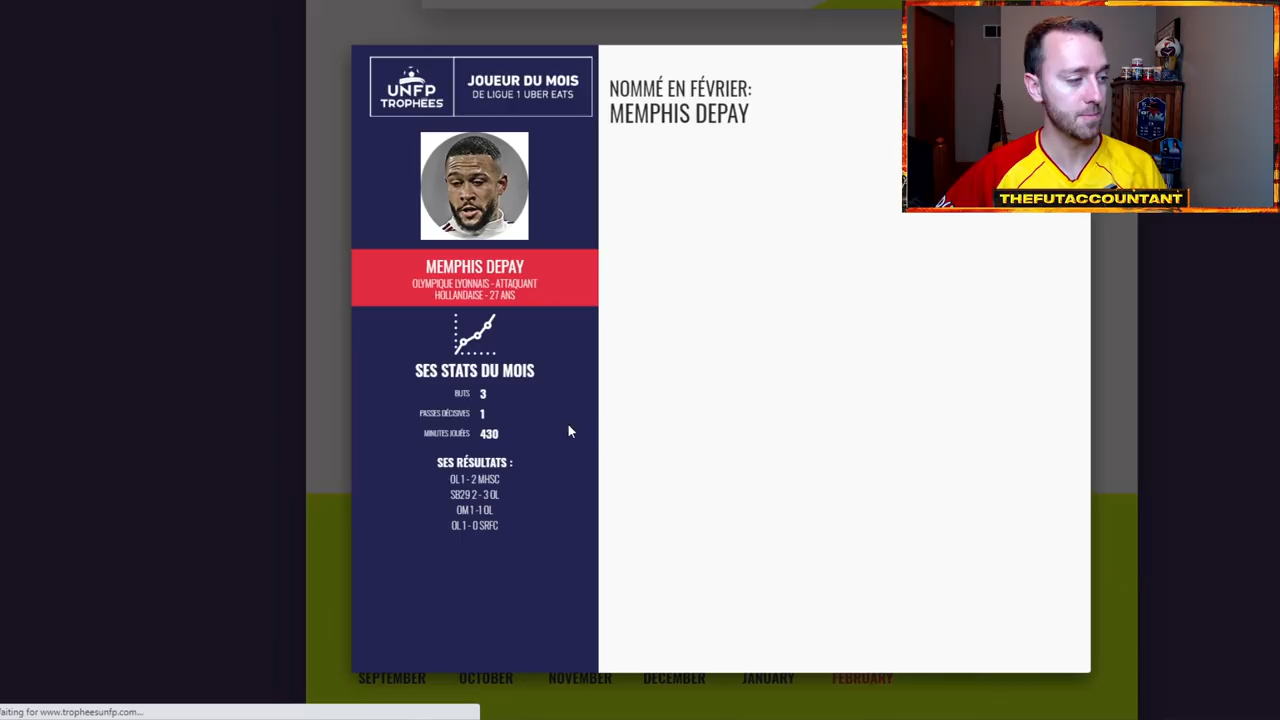 UNFP
TROPHÉES
JOUEUR DU MOIS
DE LIGUE 1 UBER EATS
NOMMÉ EN FÉVRIER:
MEMPHIS DEPAY
THEFUTACCOUNTANT
MEMPHIS DEPAY
OLYMPIQUE LYONNAIS - ATTAQUANT
HOLLANDAISE - 27 ANS
SES STATS DU MOIS
BUTS 3
PASSES DÉCISIVES 1
MINUTES JOUÉES 430
SES RÉSULTATS :
OL 1 - 2 MHSC
SB29 2 - 3 OL
OM 1 -1 OL
OL 1 - 0 SRFC
SEPTEMBER OCTOBER NOVEMBER DECEMBER JANUARY FEBRUARY
Waiting for www.tropheesunfp.com...